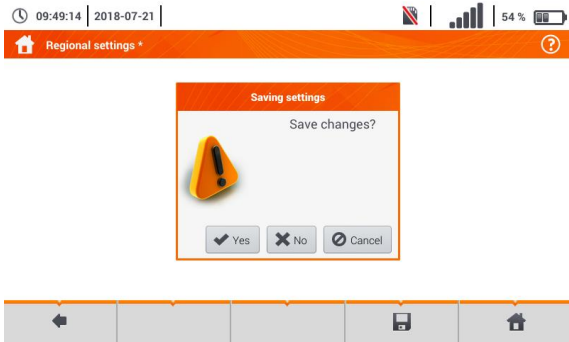 09:49:14 2018-07-21 54 %
Regional settings *
Saving settings
Save changes?
Yes No Cancel